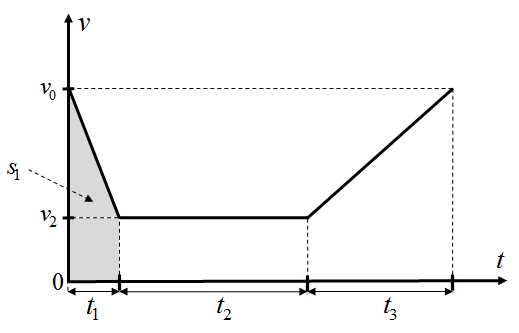 v
v₀
s₁
v₂
0
t
t₁ t₂ t₃